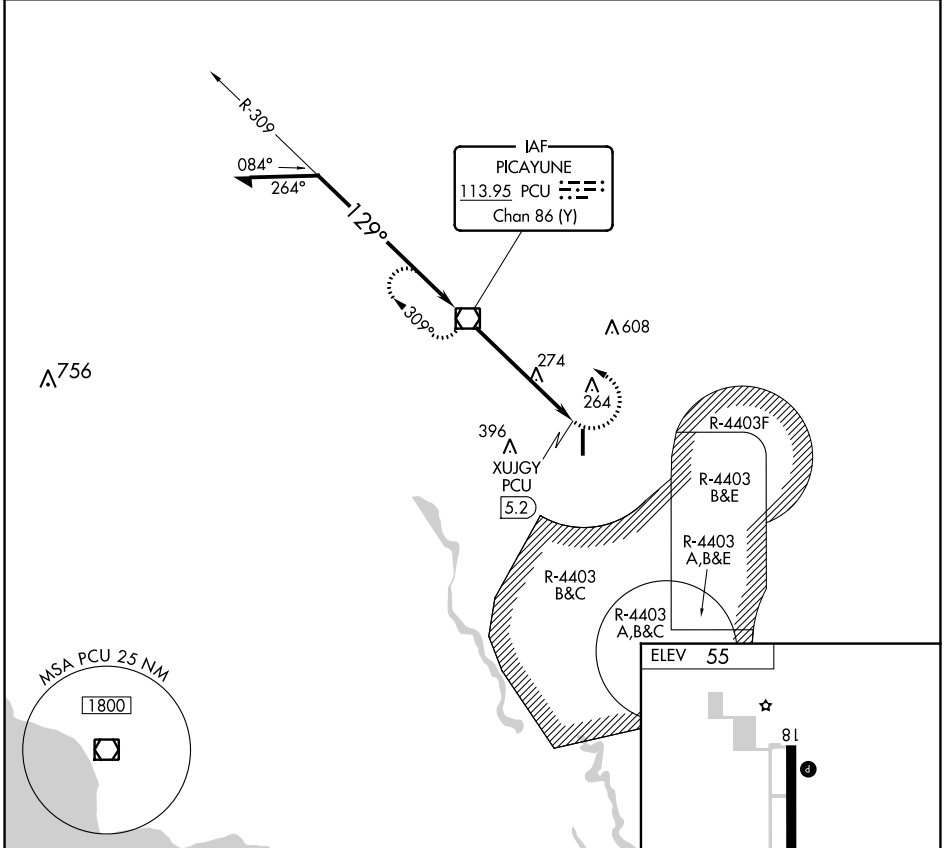 R-309
084°
264°
129°
309°
IAF
PICAYUNE
113.95 PCU
Chan 86 (Y)
608
756
274
264
396
XUJGY
PCU
5.2
R-4403F
R-4403
B&E
R-4403
A,B&E
R-4403
B&C
R-4403
A,B&C
MSA PCU 25 NM
1800
ELEV 55
18
P